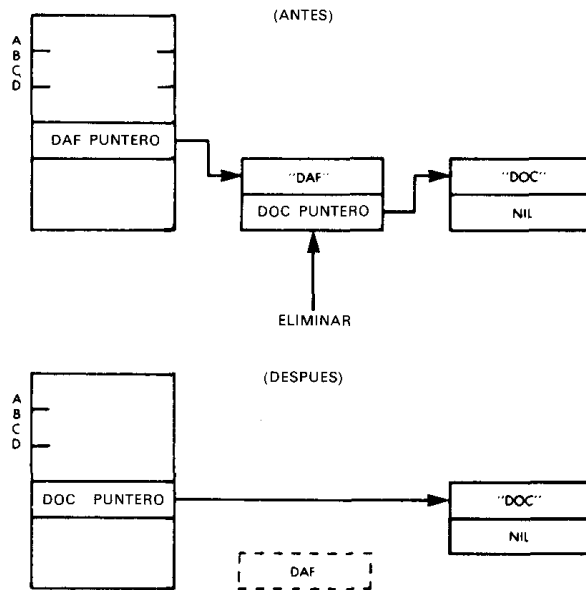 (ANTES)
A
B
C
D
DAF PUNTERO
"DAF"
"DOC"
DOC PUNTERO
NIL
ELIMINAR
(DESPUES)
A
B
C
D
DOC PUNTERO
"DOC"
NIL
DAF